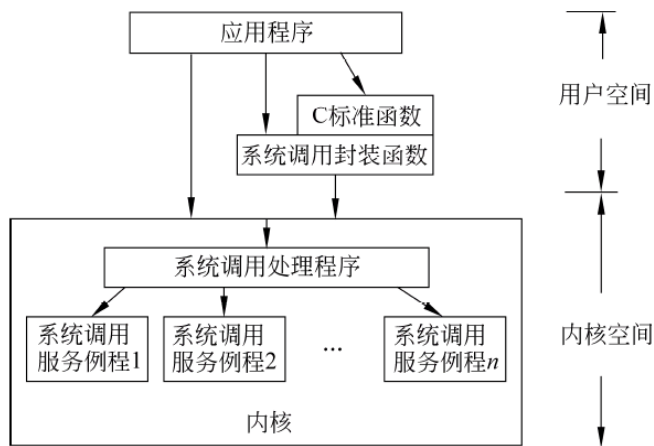 应用程序
用户空间
C标准函数
系统调用封装函数
系统调用处理程序
系统调用
服务例程1
系统调用
服务例程2
...
系统调用
服务例程n
内核空间
内核